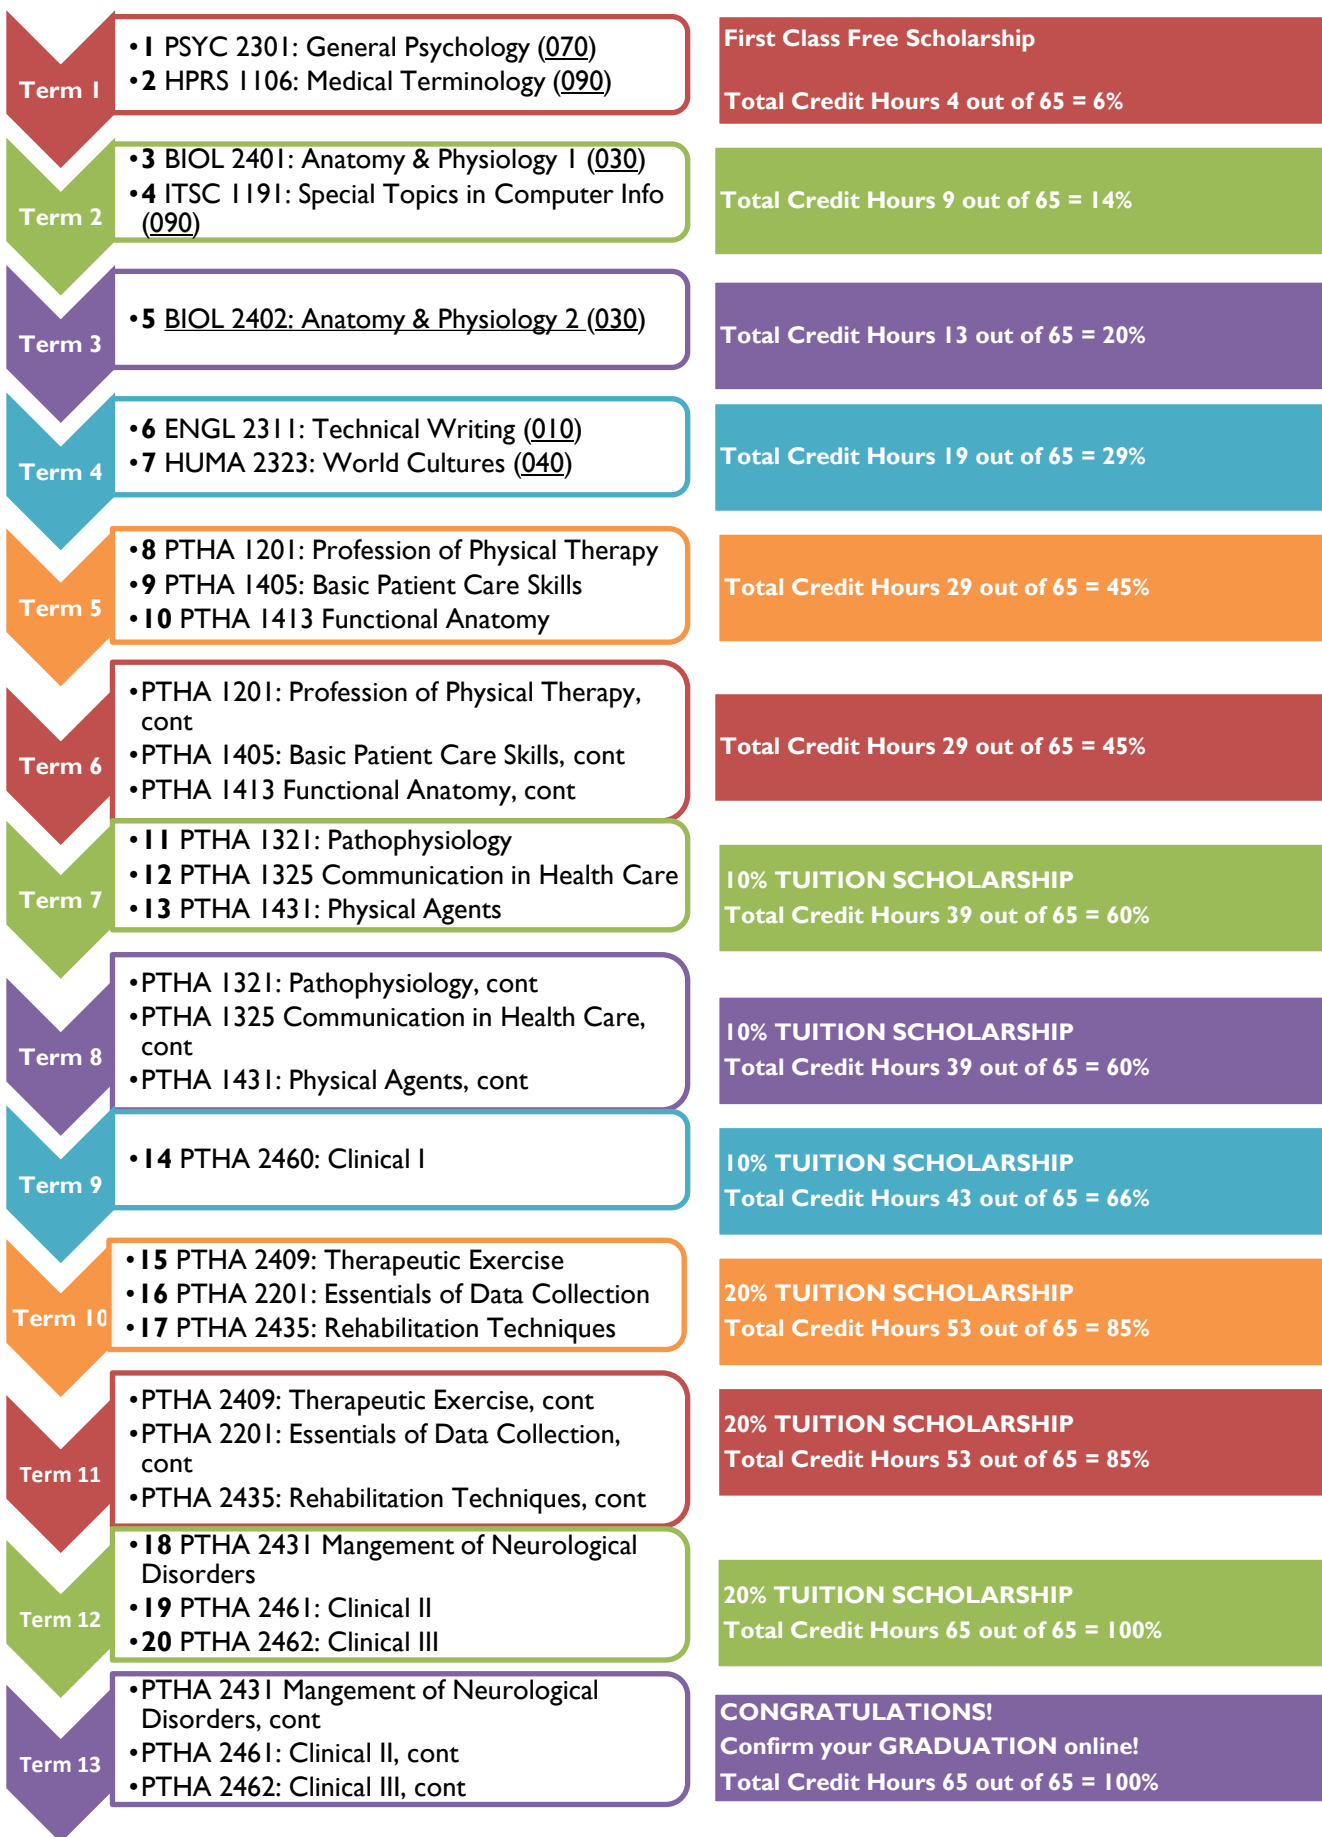 Term 1
•1 PSYC 2301: General Psychology (070)
•2 HPRS 1106: Medical Terminology (090)
First Class Free Scholarship
Total Credit Hours 4 out of 65 = 6%
Term 2
•3 BIOL 2401: Anatomy & Physiology 1 (030)
•4 ITSC 1191: Special Topics in Computer Info
(090)
Total Credit Hours 9 out of 65 = 14%
Term 3
•5 BIOL 2402: Anatomy & Physiology 2 (030)
Total Credit Hours 13 out of 65 = 20%
Term 4
•6 ENGL 2311: Technical Writing (010)
•7 HUMA 2323: World Cultures (040)
Total Credit Hours 19 out of 65 = 29%
Term 5
•8 PTHA 1201: Profession of Physical Therapy
•9 PTHA 1405: Basic Patient Care Skills
•10 PTHA 1413 Functional Anatomy
Total Credit Hours 29 out of 65 = 45%
Term 6
•PTHA 1201: Profession of Physical Therapy,
cont
•PTHA 1405: Basic Patient Care Skills, cont
•PTHA 1413 Functional Anatomy, cont
Total Credit Hours 29 out of 65 = 45%
Term 7
•11 PTHA 1321: Pathophysiology
•12 PTHA 1325 Communication in Health Care
•13 PTHA 1431: Physical Agents
10% TUITION SCHOLARSHIP
Total Credit Hours 39 out of 65 = 60%
Term 8
•PTHA 1321: Pathophysiology, cont
•PTHA 1325 Communication in Health Care,
cont
•PTHA 1431: Physical Agents, cont
10% TUITION SCHOLARSHIP
Total Credit Hours 39 out of 65 = 60%
Term 9
•14 PTHA 2460: Clinical I
10% TUITION SCHOLARSHIP
Total Credit Hours 43 out of 65 = 66%
Term 10
•15 PTHA 2409: Therapeutic Exercise
•16 PTHA 2201: Essentials of Data Collection
•17 PTHA 2435: Rehabilitation Techniques
20% TUITION SCHOLARSHIP
Total Credit Hours 53 out of 65 = 85%
Term 11
•PTHA 2409: Therapeutic Exercise, cont
•PTHA 2201: Essentials of Data Collection,
cont
•PTHA 2435: Rehabilitation Techniques, cont
20% TUITION SCHOLARSHIP
Total Credit Hours 53 out of 65 = 85%
Term 12
•18 PTHA 2431 Mangement of Neurological
Disorders
•19 PTHA 2461: Clinical II
•20 PTHA 2462: Clinical III
20% TUITION SCHOLARSHIP
Total Credit Hours 65 out of 65 = 100%
Term 13
•PTHA 2431 Mangement of Neurological
Disorders, cont
•PTHA 2461: Clinical II, cont
•PTHA 2462: Clinical III, cont
CONGRATULATIONS!
Confirm your GRADUATION online!
Total Credit Hours 65 out of 65 = 100%